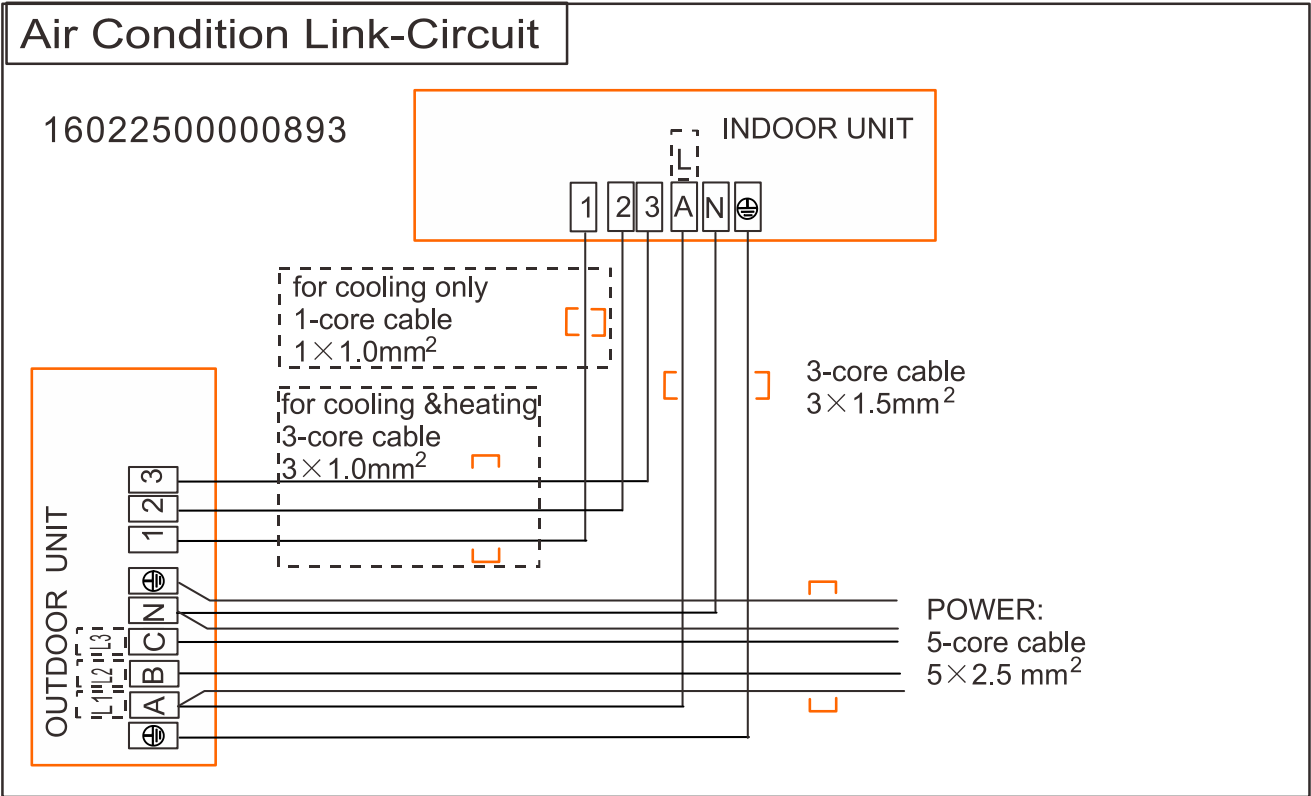 Air Condition Link-Circuit
16022500000893
INDOOR UNIT
L
1 2 3 A N
for cooling only
1-core cable
1×1.0mm²
3-core cable
3×1.5mm²
for cooling &heating
3-core cable
3×1.0mm²
OUTDOOR UNIT
3
2
1
N
L3 C
L2 B
L1 A
POWER:
5-core cable
5×2.5 mm²